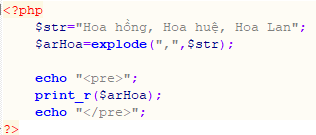 <?php
$str="Hoa hồng, Hoa huệ, Hoa Lan";
$arHoa=explode(",",$str);
echo "<pre>";
print_r($arHoa);
echo "</pre>";
?>